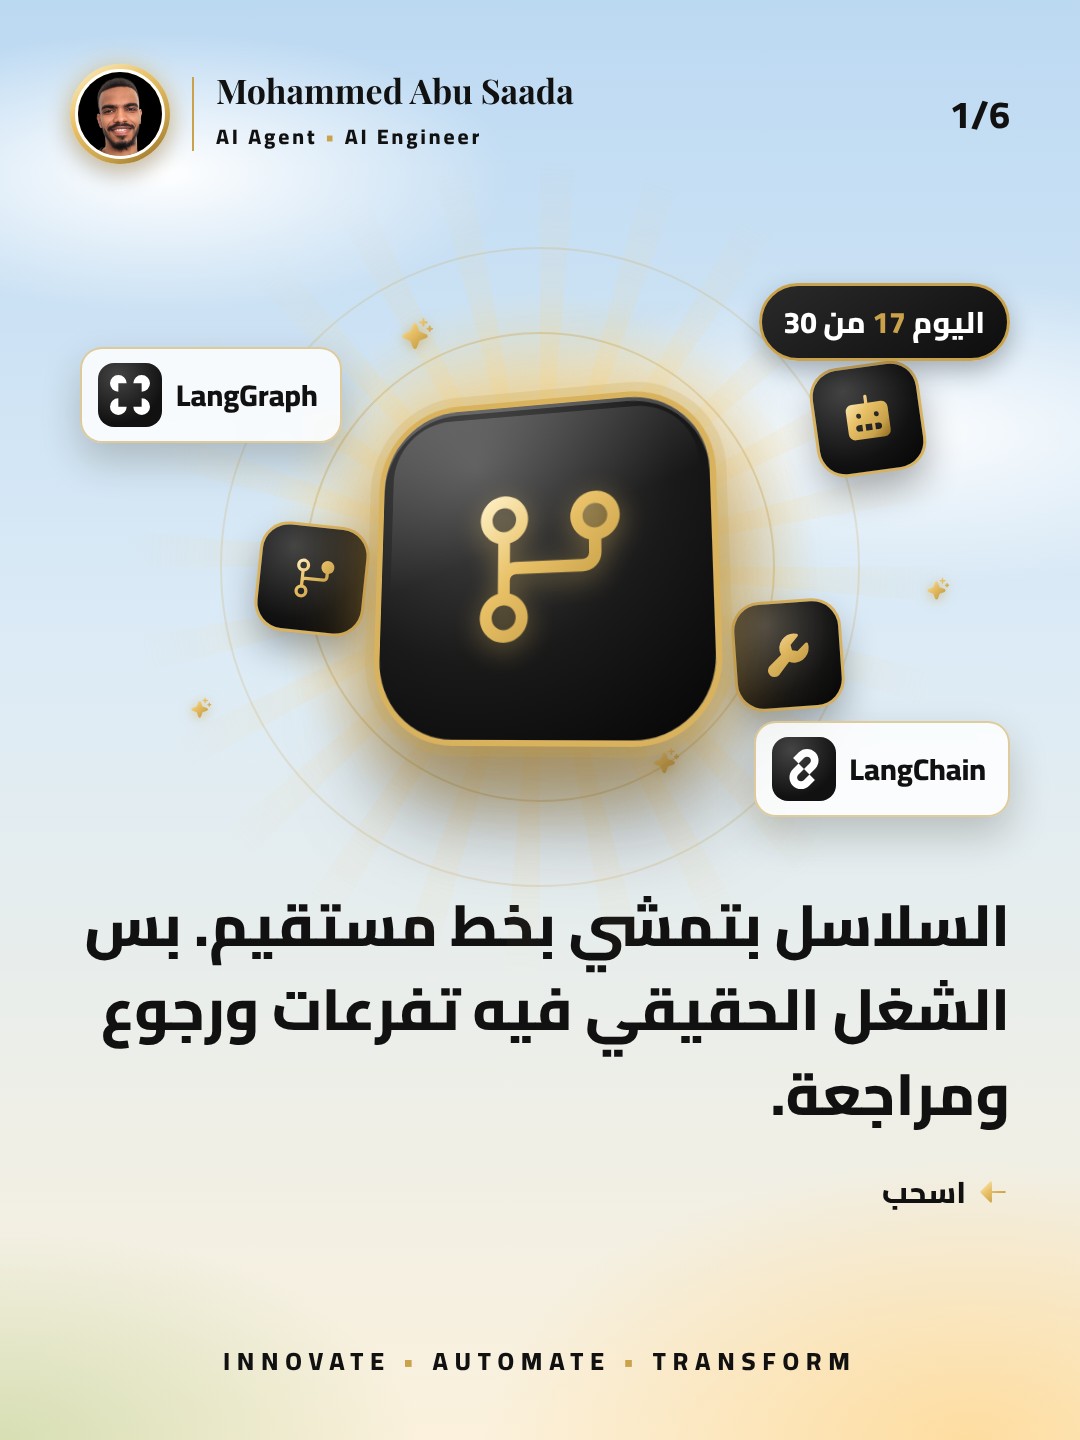 Mohammed Abu Saada
AI Agent ▪ AI Engineer
1/6
اليوم 17 من 30
LangGraph
LangChain
السلاسل بتمشي بخط مستقيم. بس
الشغل الحقيقي فيه تفرعات ورجوع
ومراجعة.
اسحب
INNOVATE ▪ AUTOMATE ▪ TRANSFORM